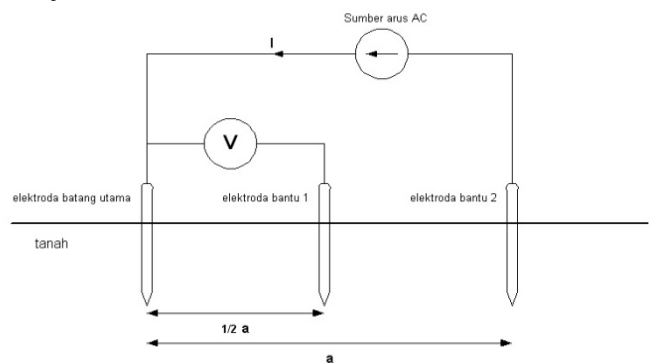 Sumber arus AC
I
V
elektroda batang utama
elektroda bantu 1
elektroda bantu 2
tanah
1/2 a
a